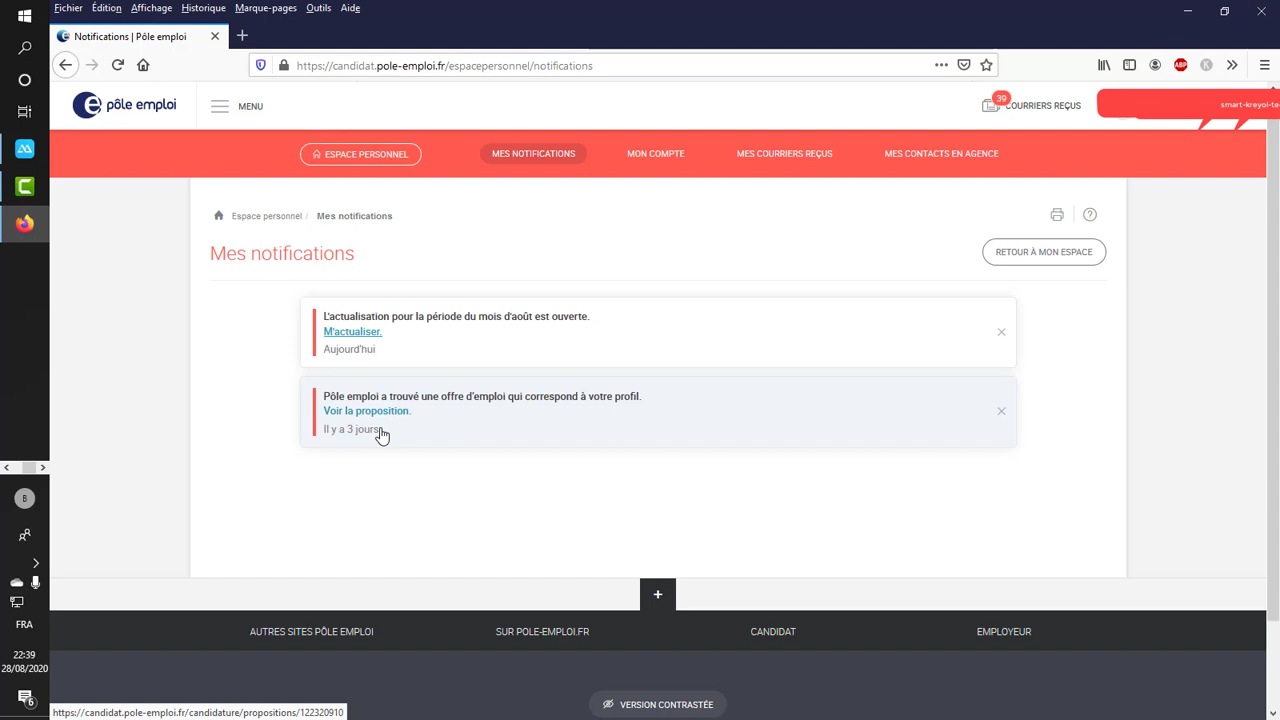 Fichier Édition Affichage Historique Marque-pages Outils Aide
Notifications | Pôle emploi
https://candidat.pole-emploi.fr/espacepersonnel/notifications
ABP
pôle emploi
MENU
39
COURRIERS REÇUS
ESPACE PERSONNEL
MES NOTIFICATIONS
MON COMPTE
MES COURRIERS REÇUS
MES CONTACTS EN AGENCE
Espace personnel / Mes notifications
Mes notifications
RETOUR À MON ESPACE
L'actualisation pour la période du mois d'août est ouverte.
M'actualiser.
Aujourd'hui
Pôle emploi a trouvé une offre d'emploi qui correspond à votre profil.
Voir la proposition.
Il y a 3 jours
AUTRES SITES PÔLE EMPLOI
SUR POLE-EMPLOI.FR
CANDIDAT
EMPLOYEUR
VERSION CONTRASTÉE
B
FRA
22:39
28/08/2020
6
https://candidat.pole-emploi.fr/candidature/propositions/122320910